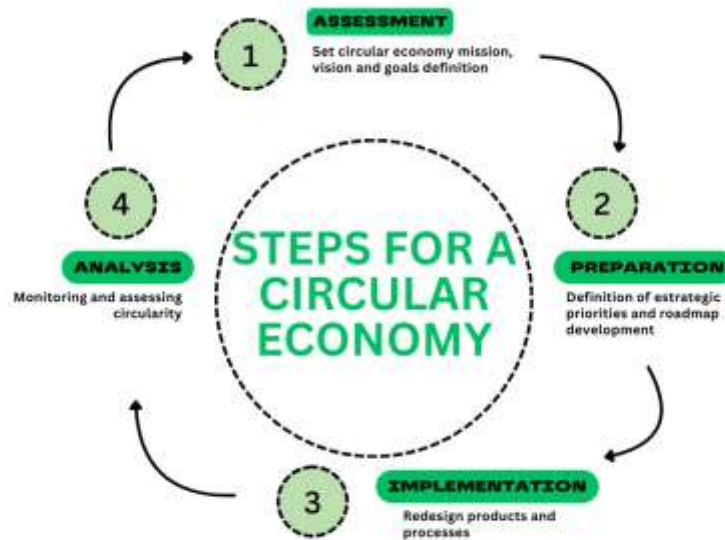 1
ASSESSMENT
Set circular economy mission,
vision and goals definition
2
PREPARATION
Definition of estrategic
priorities and roadmap
development
3
IMPLEMENTATION
Redesign products and
processes
4
ANALYSIS
Monitoring and assessing
circularity
STEPS FOR A
CIRCULAR
ECONOMY